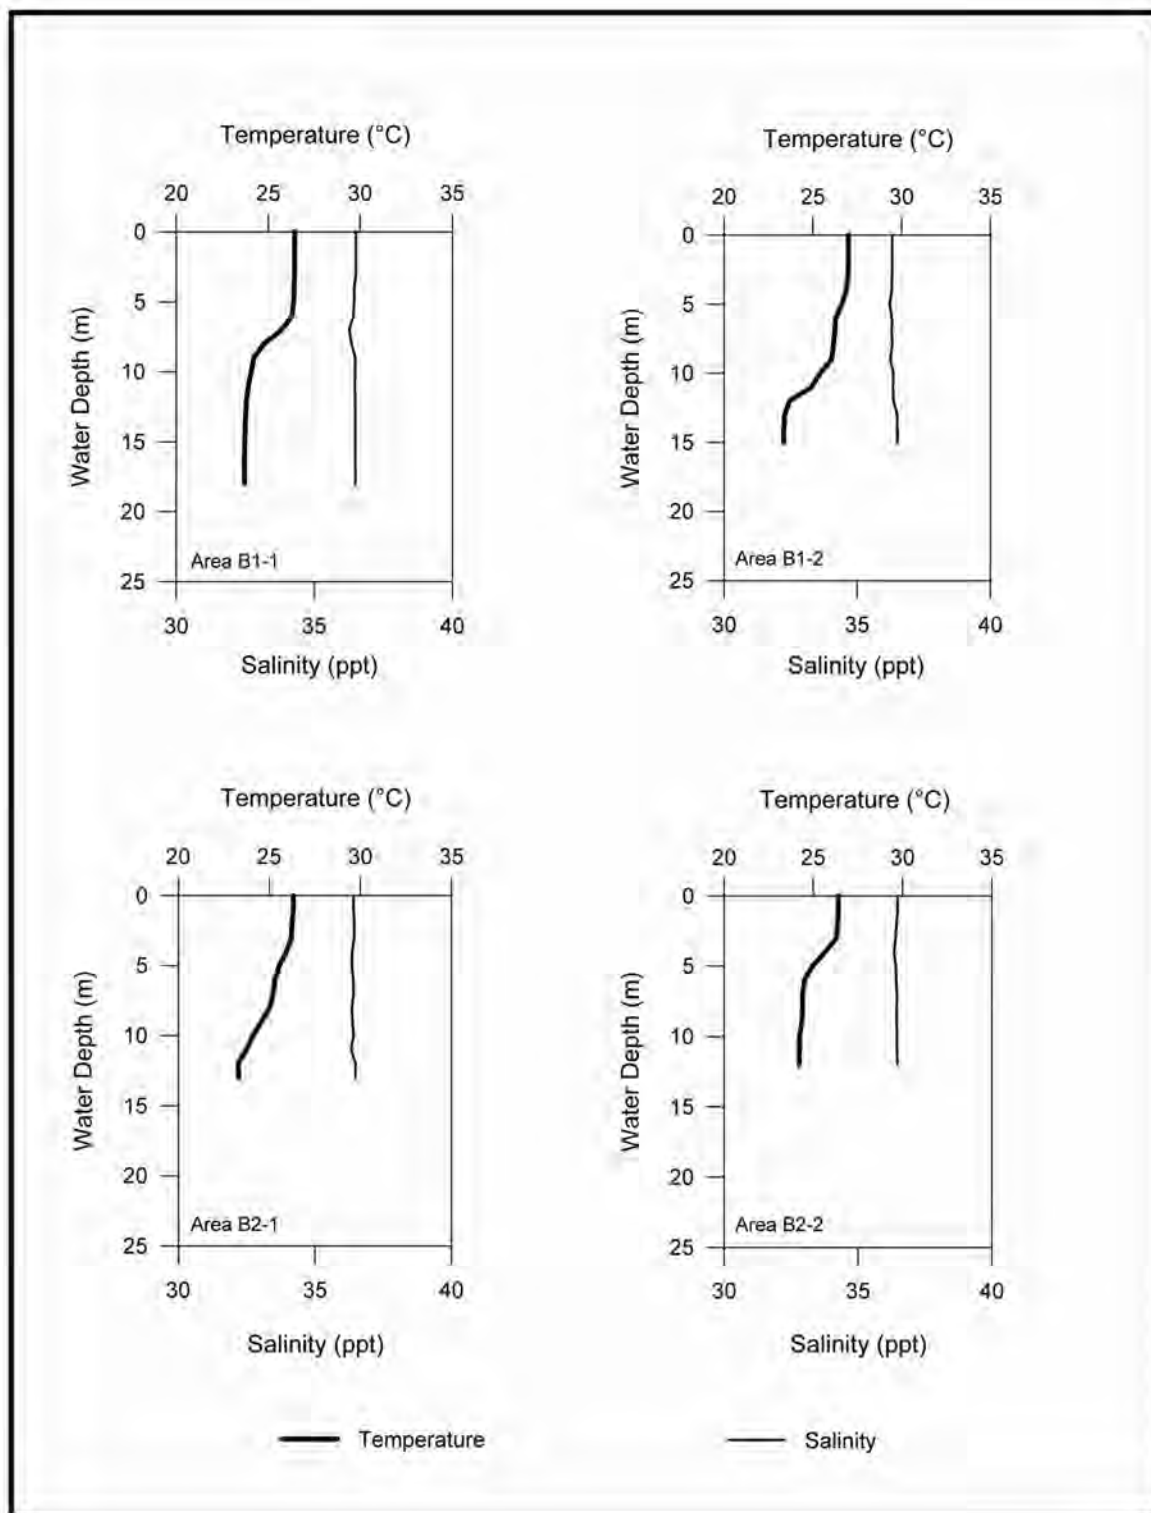 Temperature (°C)
20 25 30 35
0
5
10
15
20
25
Water Depth (m)
Area B1-1
30 35 40
Salinity (ppt)
Temperature (°C)
20 25 30 35
0
5
10
15
20
25
Water Depth (m)
Area B1-2
30 35 40
Salinity (ppt)
Temperature (°C)
20 25 30 35
0
5
10
15
20
25
Water Depth (m)
Area B2-1
30 35 40
Salinity (ppt)
Temperature (°C)
20 25 30 35
0
5
10
15
20
25
Water Depth (m)
Area B2-2
30 35 40
Salinity (ppt)
Temperature
Salinity